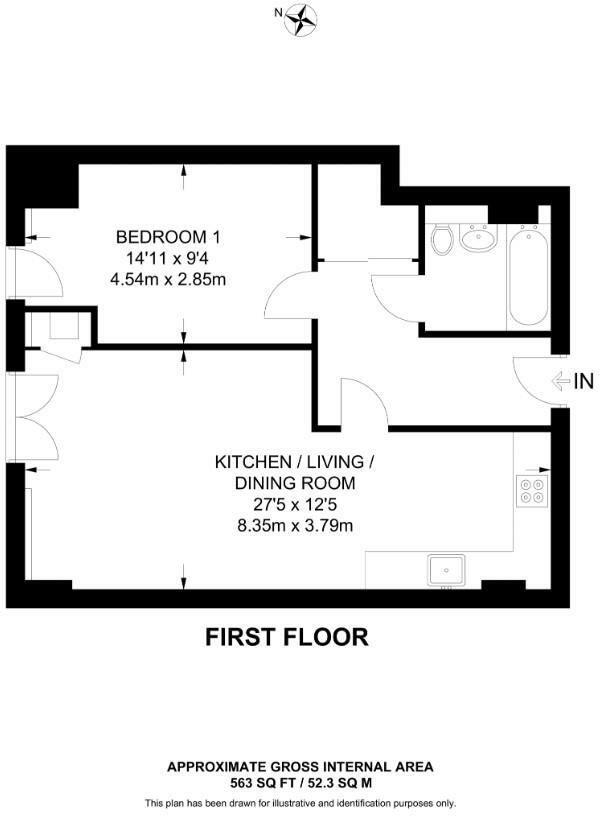 N
BEDROOM 1
14'11 x 9'4
4.54m x 2.85m
IN
KITCHEN / LIVING /
DINING ROOM
27'5 x 12'5
8.35m x 3.79m
FIRST FLOOR
APPROXIMATE GROSS INTERNAL AREA
563 SQ FT / 52.3 SQ M
This plan has been drawn for illustrative and identification purposes only.